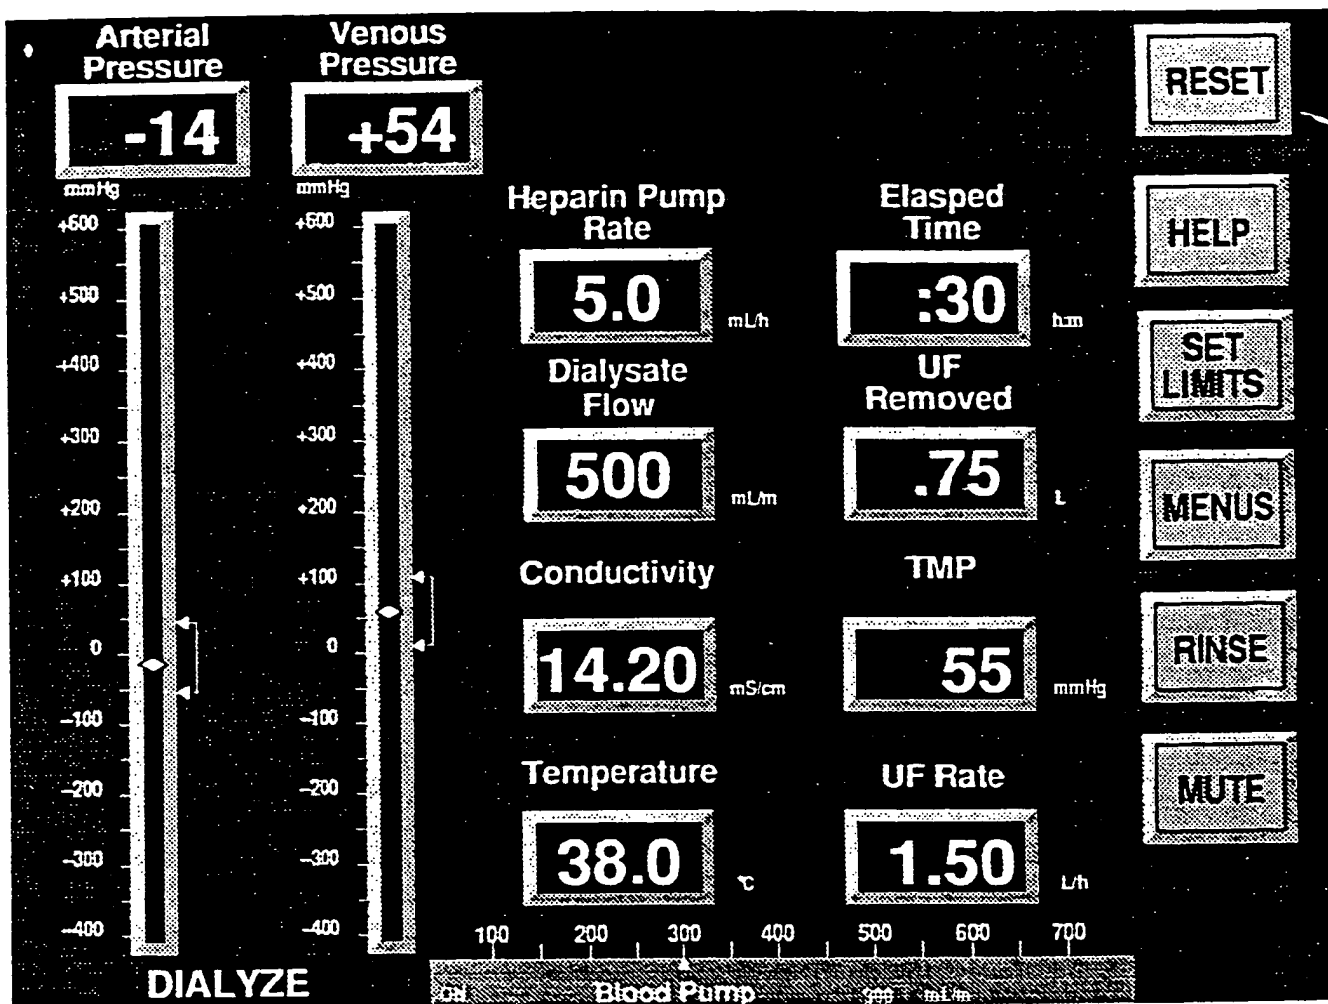 Arterial
Pressure
-14
mmHg
+600
+500
+400
+300
+200
+100
0
-100
-200
-300
-400
DIALYZE
Venous
Pressure
+54
mmHg
+600
+500
+400
+300
+200
+100
0
-100
-200
-300
-400
Heparin Pump
Rate
5.0 mL/h
Dialysate
Flow
500 mL/m
Conductivity
14.20 mS/cm
Temperature
38.0 °C
Elasped
Time
:30 h:m
UF
Removed
.75 L
TMP
55 mmHg
UF Rate
1.50 L/h
100 200 300 400 500 600 700
Blood Pump mL/m
RESET
HELP
SET
LIMITS
MENUS
RINSE
MUTE